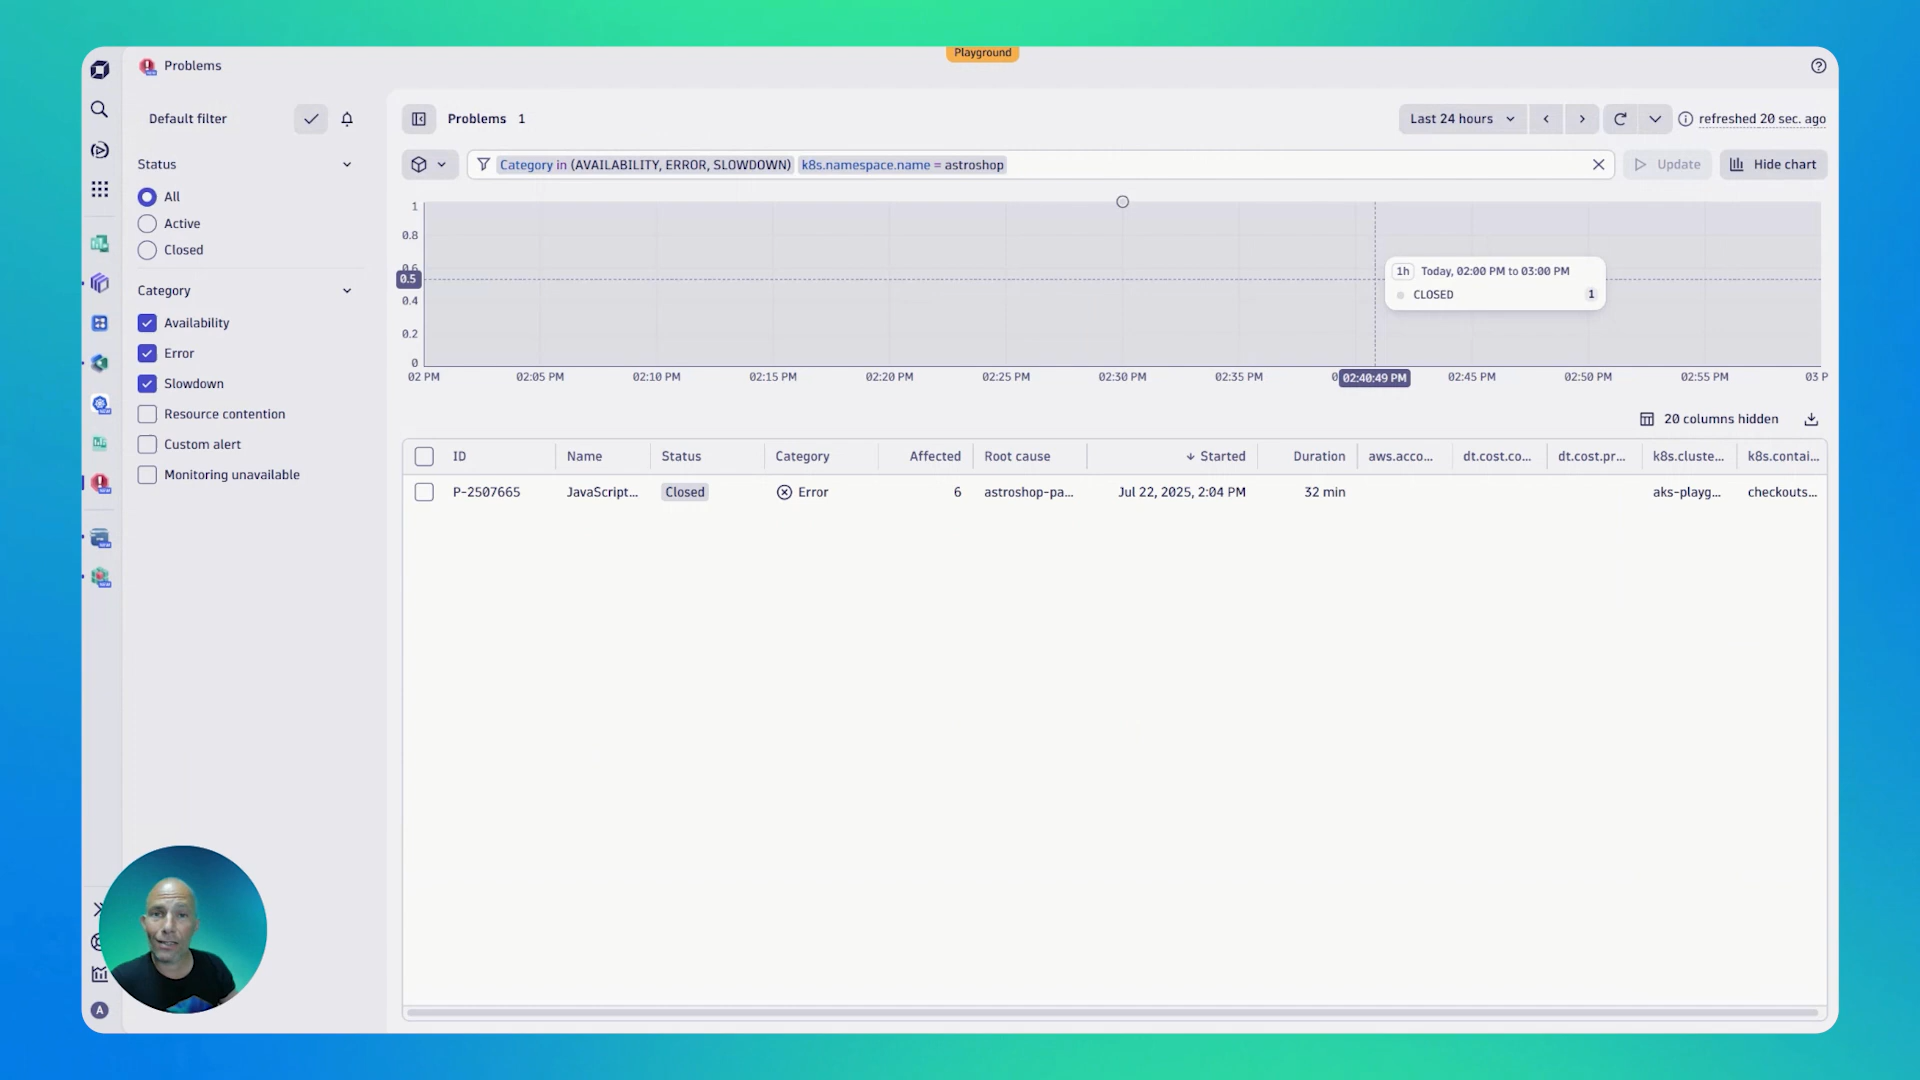 Playground
Problems
Default filter
Problems 1
Last 24 hours
refreshed 20 sec. ago
Status
Category in (AVAILABILITY, ERROR, SLOWDOWN) k8s.namespace.name = astroshop
Update
Hide chart
All
Active
Closed
Category
Availability
Error
Slowdown
Resource contention
Custom alert
Monitoring unavailable
1
0.8
0.5
0.4
0.2
0
1h Today, 02:00 PM to 03:00 PM
CLOSED 1
02 PM 02:05 PM 02:10 PM 02:15 PM 02:20 PM 02:25 PM 02:30 PM 02:35 PM 02:40:49 PM 02:45 PM 02:50 PM 02:55 PM 03 P
20 columns hidden
ID Name Status Category Affected Root cause Started Duration aws.acco... dt.cost.co... dt.cost.pr... k8s.cluste... k8s.contai...
P-2507665 JavaScript... Closed Error 6 astroshop-pa... Jul 22, 2025, 2:04 PM 32 min aks-playg... checkouts...
A